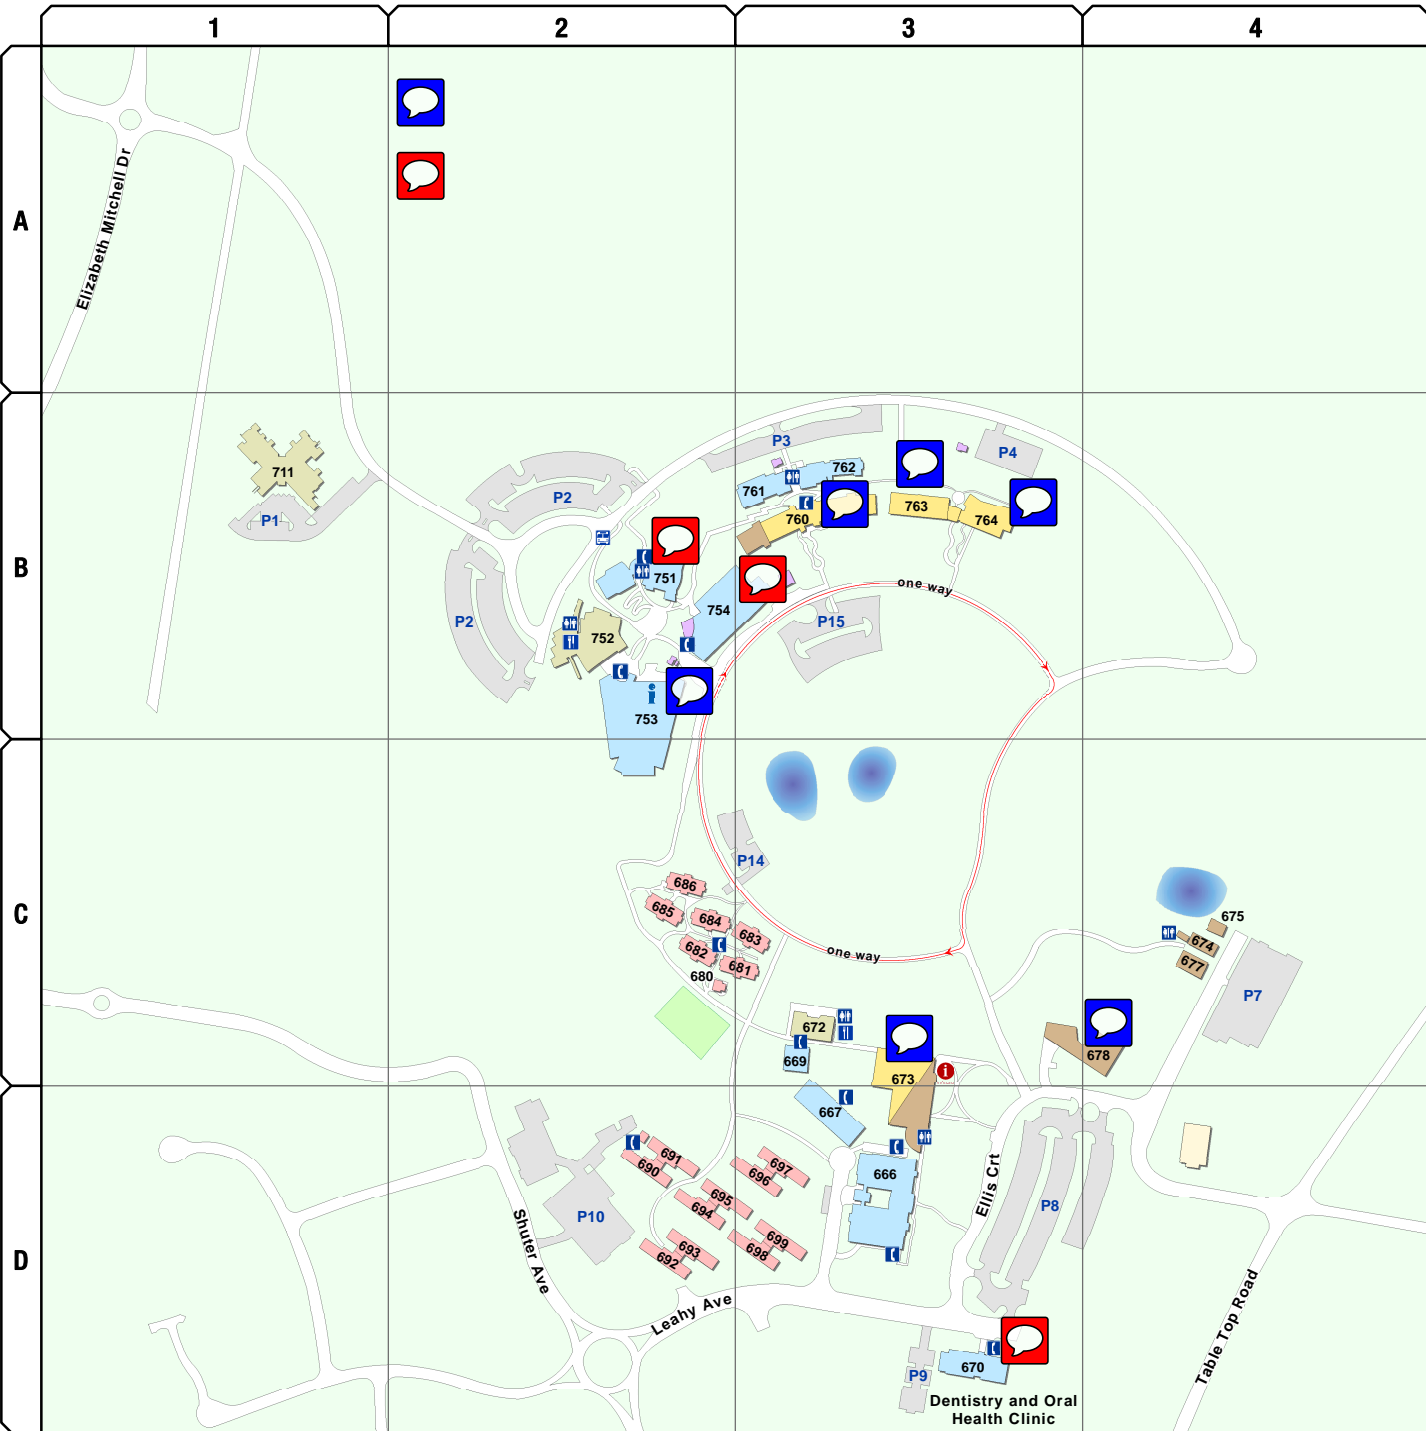 1
2
3
4
A
Elizabeth Mitchell Dr
B
711
P1
P2
P2
P3
762
761
760
763
764
P4
751
754
752
753
P15
one way
C
P14
686
685
684
683
682
681
680
one way
675
674
677
P7
672
669
673
678
D
667
666
691
690
697
696
695
694
693
692
699
698
P10
Shuter Ave
Leahy Ave
Ellis Crt
P8
Table Top Road
P9
670
Dentistry and Oral
Health Clinic